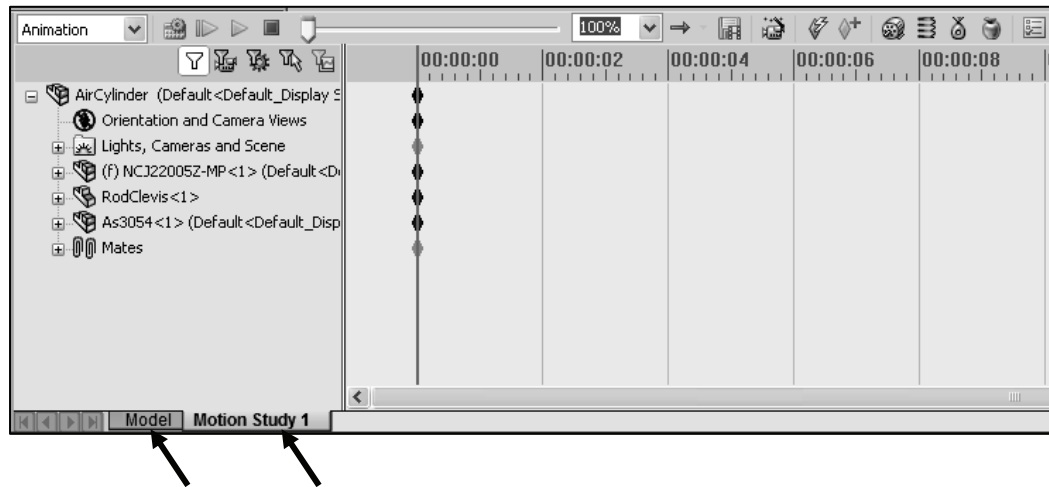 Animation 100%
00:00:00 00:00:02 00:00:04 00:00:06 00:00:08
AirCylinder (Default<Default_Display S
Orientation and Camera Views
Lights, Cameras and Scene
(f) NCJ22005Z-MP<1> (Default<De
RodClevis<1>
As3054<1> (Default<Default_Disp
Mates
Model Motion Study 1